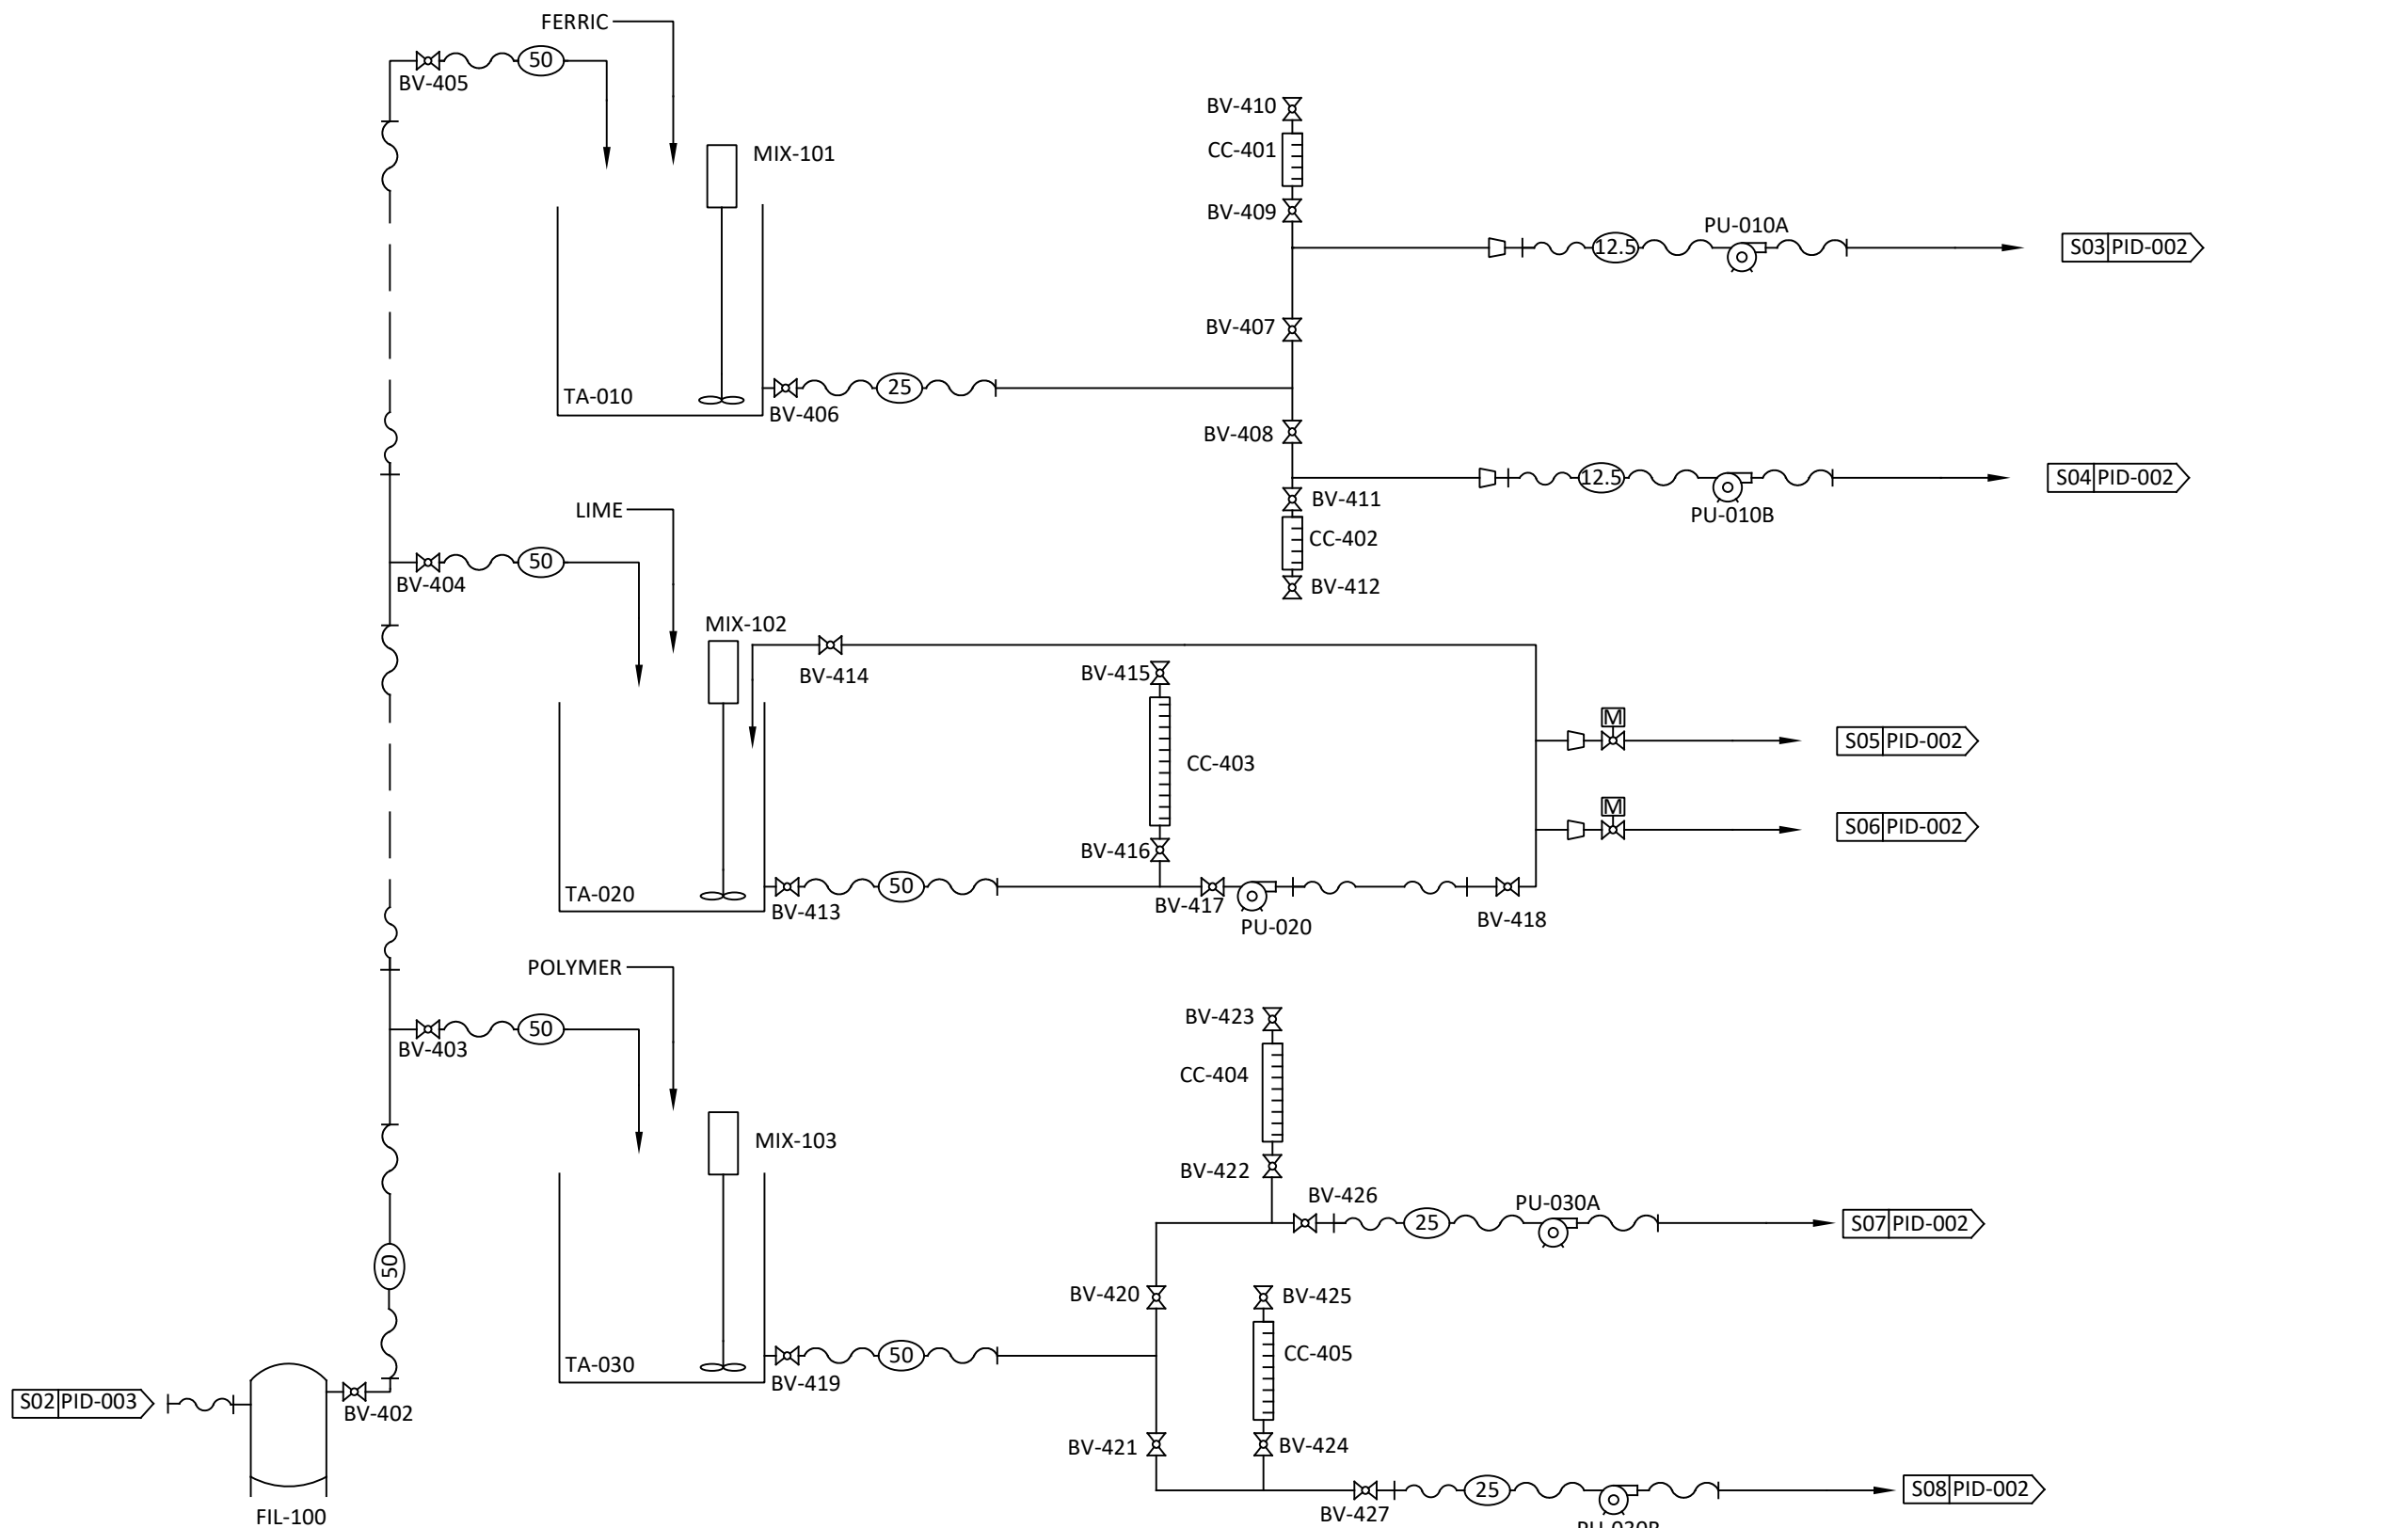 FERRIC
50
BV-405
MIX-101
TA-010
BV-406
25
BV-410
CC-401
BV-409
BV-407
BV-408
12.5
PU-010A
S03 PID-002
12.5
PU-010B
S04 PID-002
BV-411
CC-402
BV-412
LIME
50
BV-404
MIX-102
BV-414
BV-415
CC-403
BV-416
M
S05 PID-002
M
S06 PID-002
TA-020
BV-413
50
BV-417
PU-020
BV-418
POLYMER
50
BV-403
MIX-103
BV-423
CC-404
BV-422
BV-426
25
PU-030A
S07 PID-002
BV-420
BV-425
CC-405
TA-030
BV-419
50
BV-421
BV-424
BV-427
25
PU-030B
S08 PID-002
50
S02 PID-003
BV-402
FIL-100